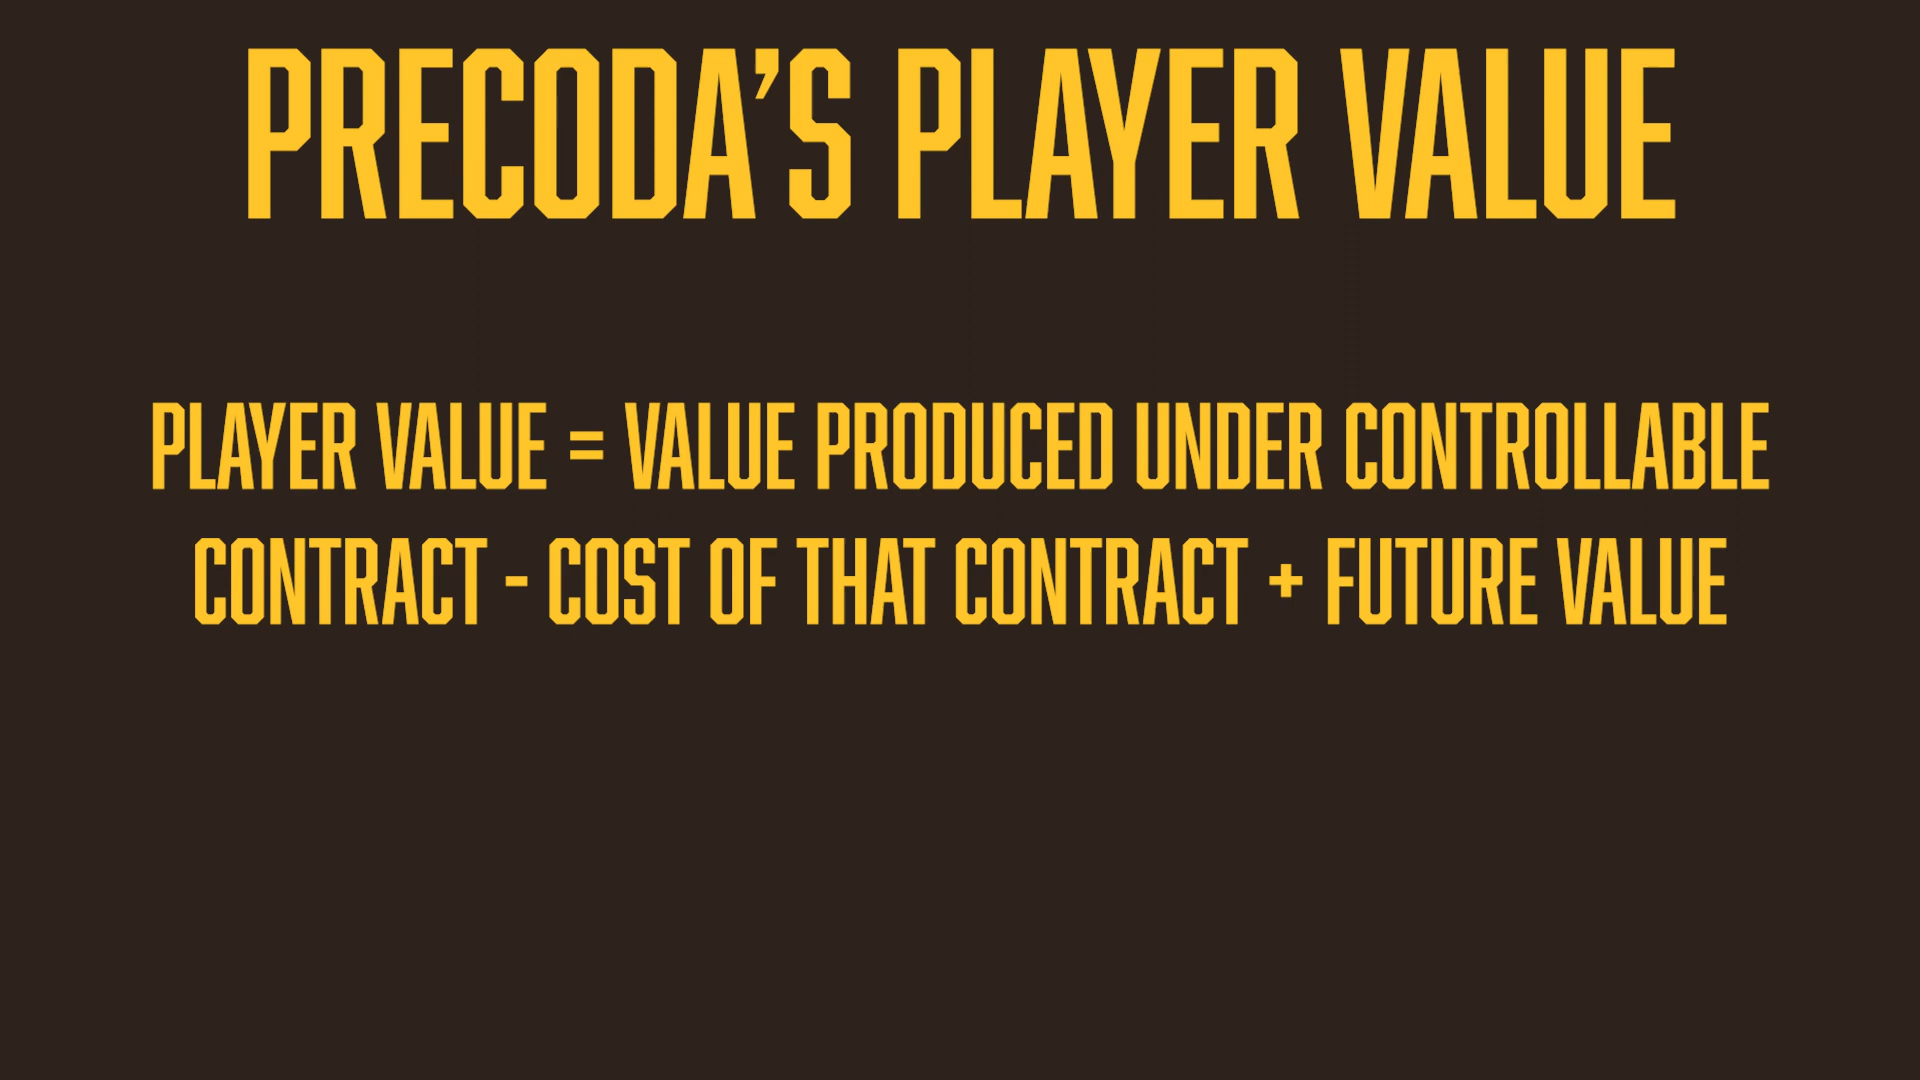 PRECODA’S PLAYER VALUE
PLAYER VALUE = VALUE PRODUCED UNDER CONTROLLABLE
CONTRACT - COST OF THAT CONTRACT + FUTURE VALUE